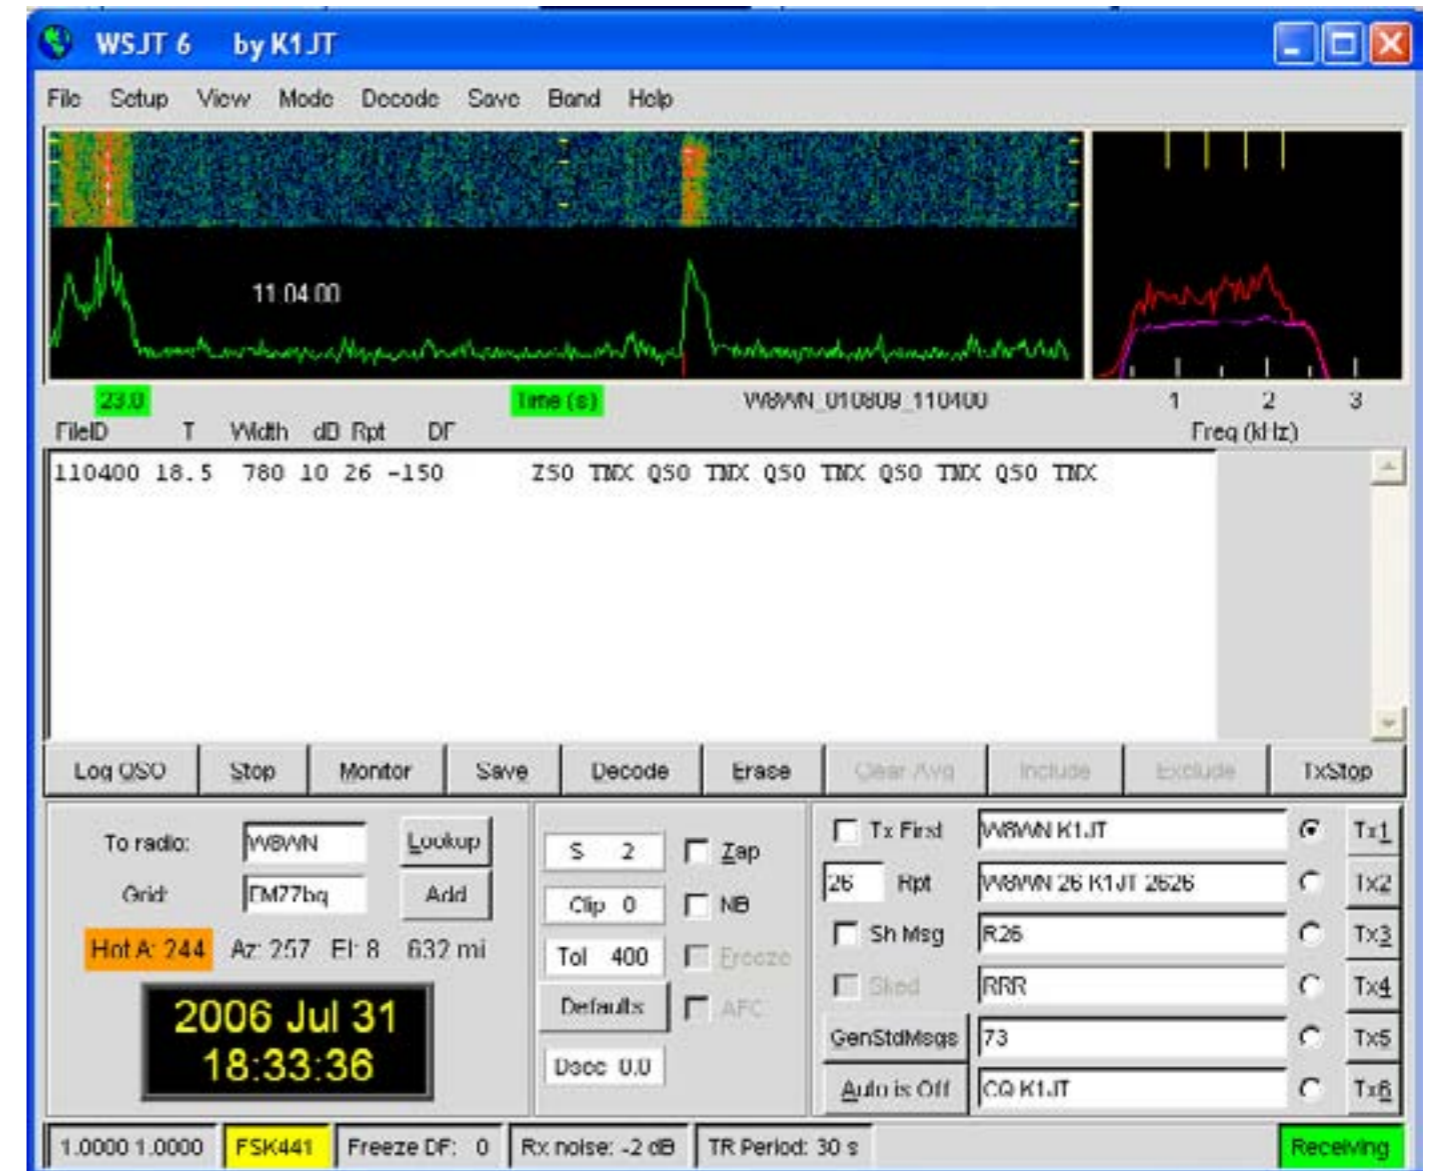 WSJT 6 by K1JT
File Setup View Mode Decode Save Band Help
11:04:00
23.0 Time (s) W8WN_010809_110400 1 2 3
FileID T Width dB Rpt DF Freq (kHz)
110400 18.5 780 10 26 -150 ZSO TNX QSO TNX QSO TNX QSO TNX QSO TNX
Log QSO Stop Monitor Save Decode Erase Clear Avg Include Exclude TxStop
To radio: W8WN Lookup
Grid: EM77bq Add
Hot A: 244 Az: 257 El: 8 632 mi
2006 Jul 31
18:33:36
S 2 Zap
Clip 0 NB
Tol 400 Freeze
Defaults AFC
Dsec 0.0
Tx First W8WN K1JT Tx1
26 Rpt W8WN 26 K1JT 2626 Tx2
Sh Msg R26 Tx3
Sked RRR Tx4
GenStdMsgs 73 Tx5
Auto is Off CQ K1JT Tx6
1.0000 1.0000 FSK441 Freeze DF: 0 Rx noise: -2 dB TR Period: 30 s Receiving